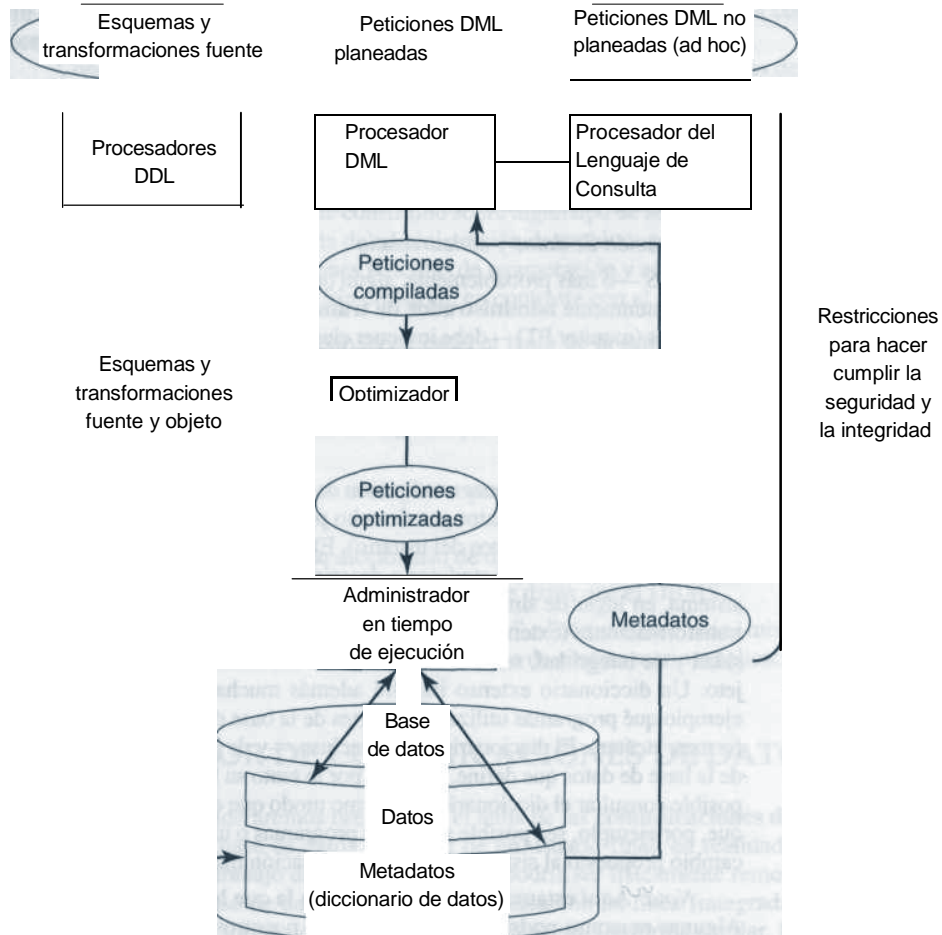 Esquemas y
transformaciones fuente
Peticiones DML
planeadas
Peticiones DML no
planeadas (ad hoc)
Procesadores
DDL
Procesador
DML
Procesador del
Lenguaje de
Consulta
Peticiones
compiladas
Restricciones
para hacer
cumplir la
seguridad y
la integridad
Esquemas y
transformaciones
fuente y objeto
Optimizador
Peticiones
optimizadas
Administrador
en tiempo
de ejecución
Metadatos
Base
de datos
Datos
Metadatos
(diccionario de datos)